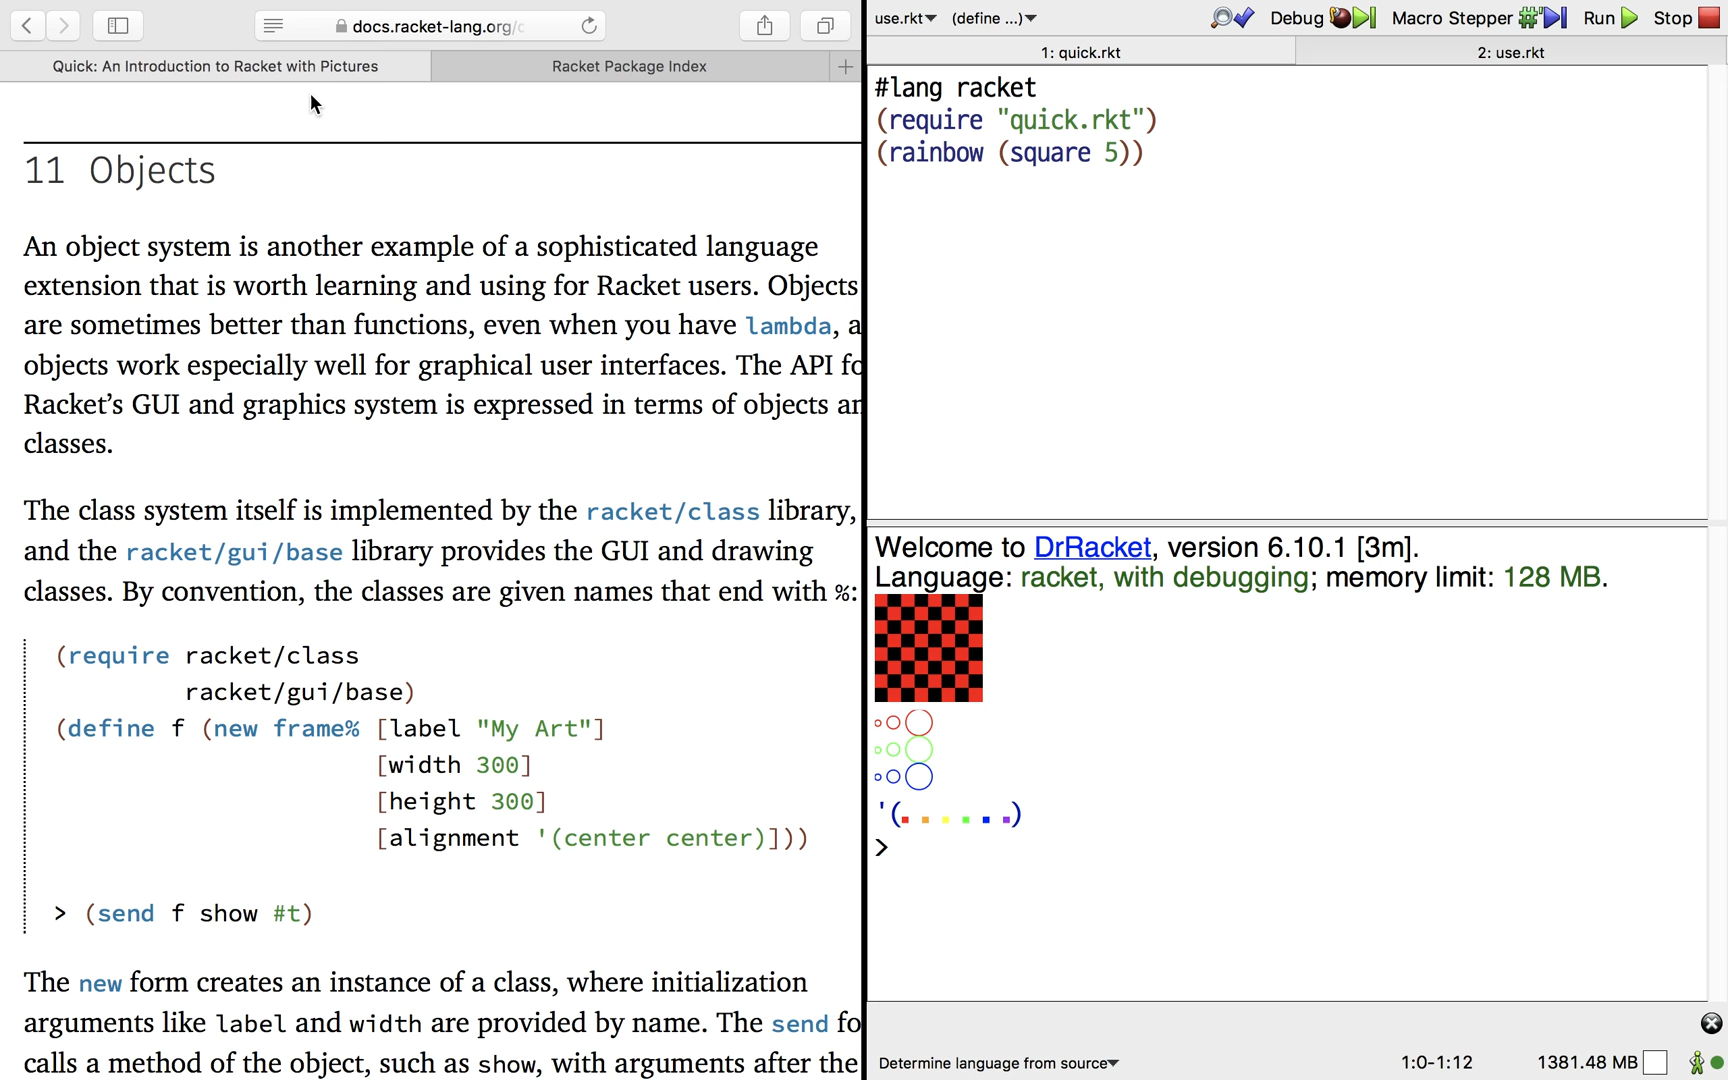 docs.racket-lang.org/
Quick: An Introduction to Racket with Pictures
Racket Package Index
11 Objects
An object system is another example of a sophisticated language
extension that is worth learning and using for Racket users. Objects
are sometimes better than functions, even when you have lambda, a
objects work especially well for graphical user interfaces. The API fo
Racket’s GUI and graphics system is expressed in terms of objects an
classes.
The class system itself is implemented by the racket/class library,
and the racket/gui/base library provides the GUI and drawing
classes. By convention, the classes are given names that end with %:
(require racket/class
racket/gui/base)
(define f (new frame% [label "My Art"]
[width 300]
[height 300]
[alignment '(center center)]))
> (send f show #t)
The new form creates an instance of a class, where initialization
arguments like label and width are provided by name. The send fo
calls a method of the object, such as show, with arguments after the
use.rkt (define ...) Debug Macro Stepper Run Stop
1: quick.rkt 2: use.rkt
#lang racket
(require "quick.rkt")
(rainbow (square 5))
Welcome to DrRacket, version 6.10.1 [3m].
Language: racket, with debugging; memory limit: 128 MB.
'( )
>
Determine language from source 1:0-1:12 1381.48 MB